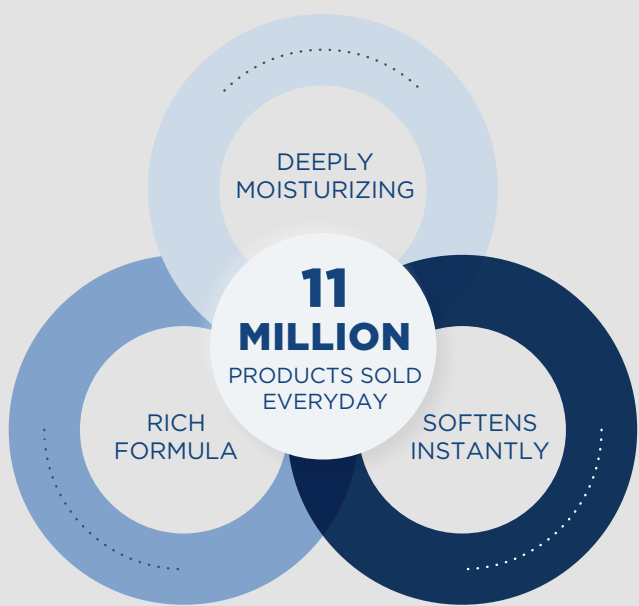 DEEPLY
MOISTURIZING
11
MILLION
PRODUCTS SOLD
EVERYDAY
RICH
FORMULA
SOFTENS
INSTANTLY